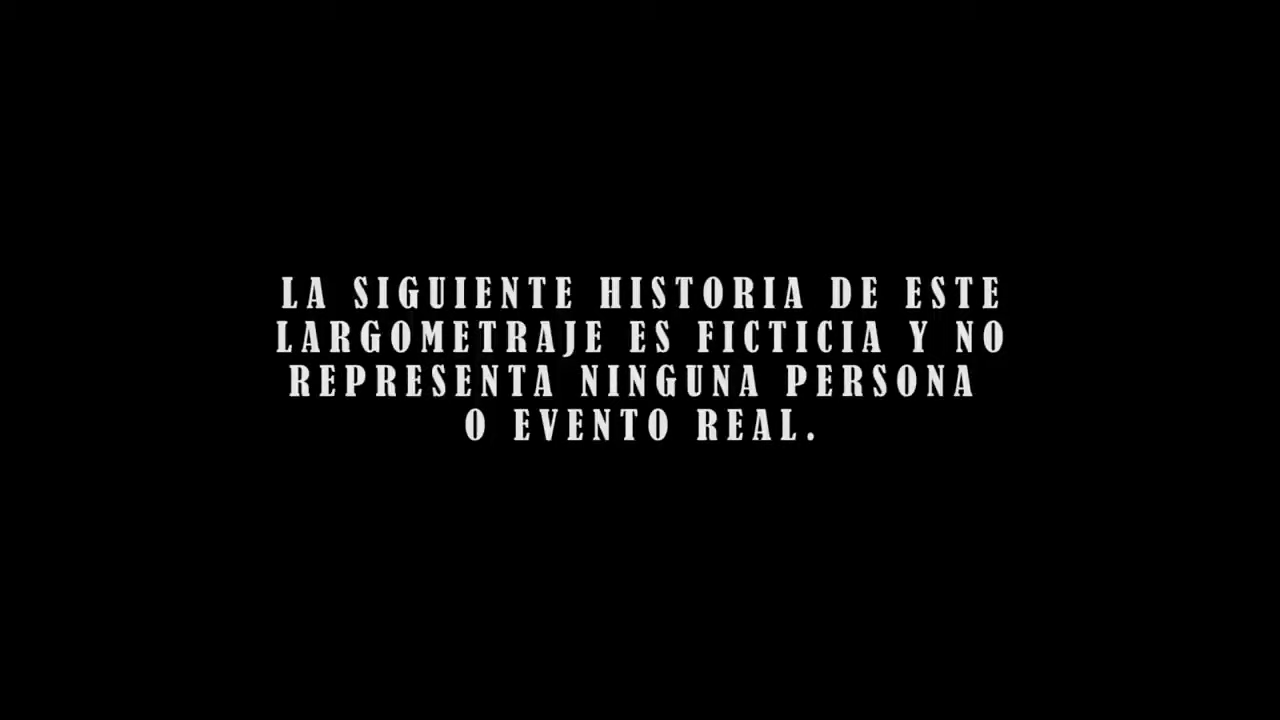 LA SIGUIENTE HISTORIA DE ESTE
LARGOMETRAJE ES FICTICIA Y NO
REPRESENTA NINGUNA PERSONA
O EVENTO REAL.